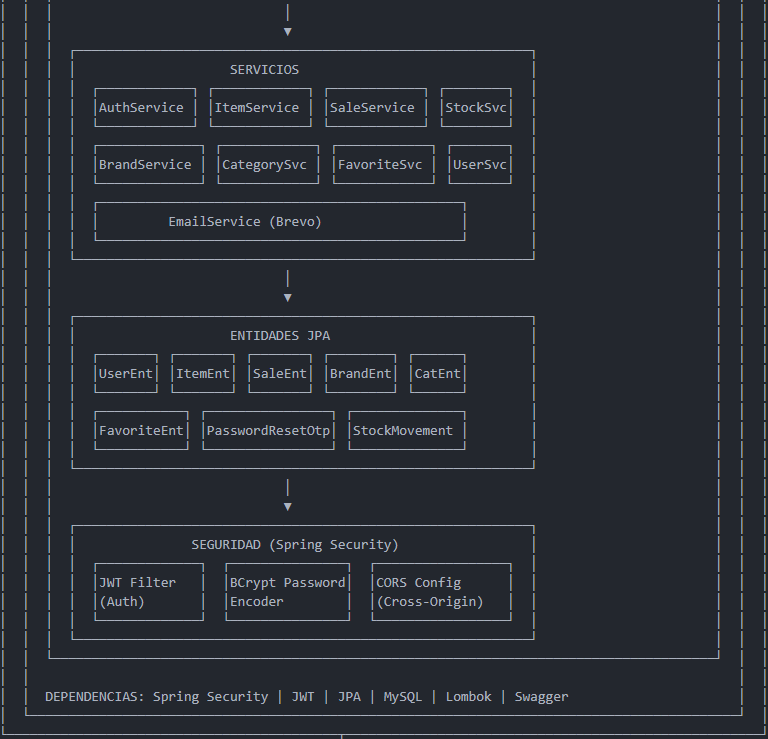 SERVICIOS
AuthService ItemService SaleService StockSvc
BrandService CategorySvc FavoriteSvc UserSvc
EmailService (Brevo)
ENTIDADES JPA
UserEnt ItemEnt SaleEnt BrandEnt CatEnt
FavoriteEnt PasswordResetOtp StockMovement
SEGURIDAD (Spring Security)
JWT Filter BCrypt Password CORS Config
(Auth) Encoder (Cross-Origin)
DEPENDENCIAS: Spring Security | JWT | JPA | MySQL | Lombok | Swagger